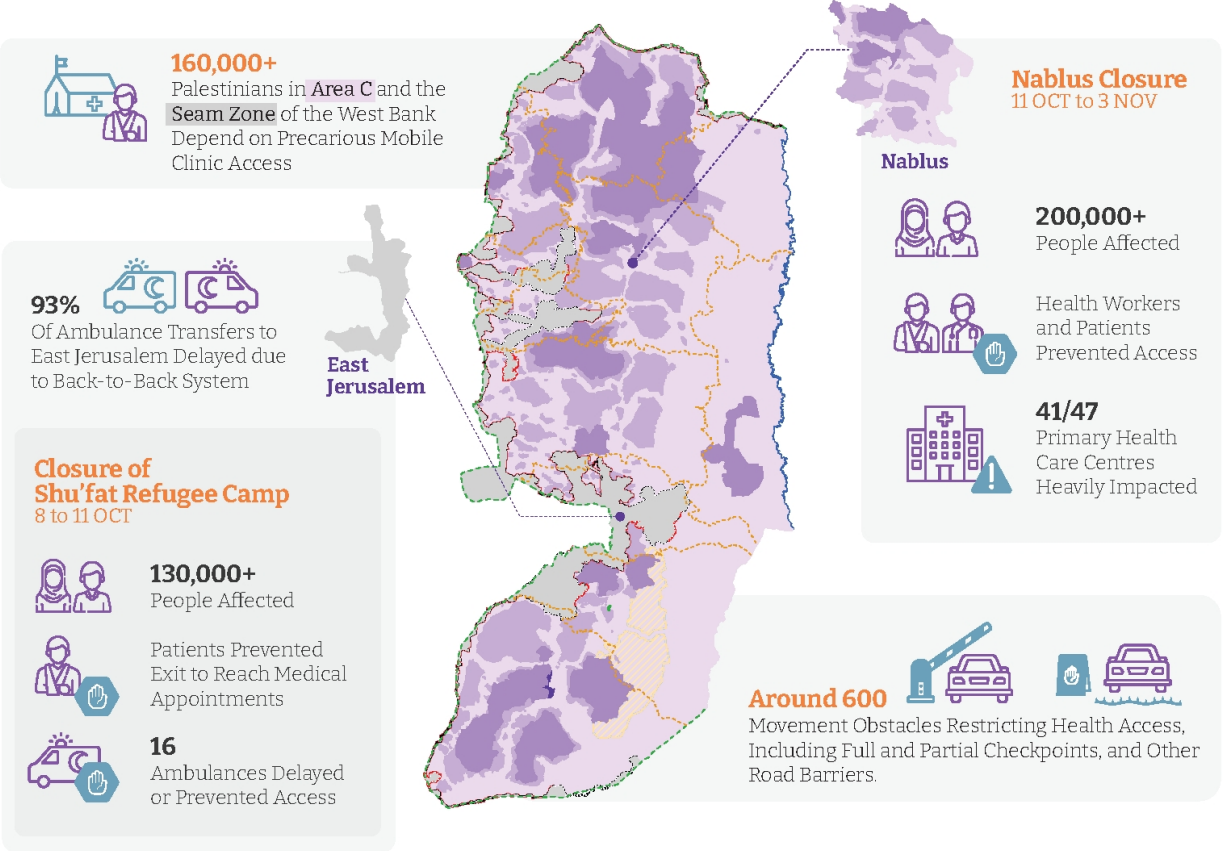 160,000+
Palestinians in Area C and the
Seam Zone of the West Bank
Depend on Precarious Mobile
Clinic Access
93%
Of Ambulance Transfers to
East Jerusalem Delayed due
to Back-to-Back System
East
Jerusalem
Closure of
Shu’fat Refugee Camp
8 to 11 OCT
130,000+
People Affected
Patients Prevented
Exit to Reach Medical
Appointments
16
Ambulances Delayed
or Prevented Access
Nablus
Nablus Closure
11 OCT to 3 NOV
200,000+
People Affected
Health Workers
and Patients
Prevented Access
41/47
Primary Health
Care Centres
Heavily Impacted
Around 600
Movement Obstacles Restricting Health Access,
Including Full and Partial Checkpoints, and Other
Road Barriers.